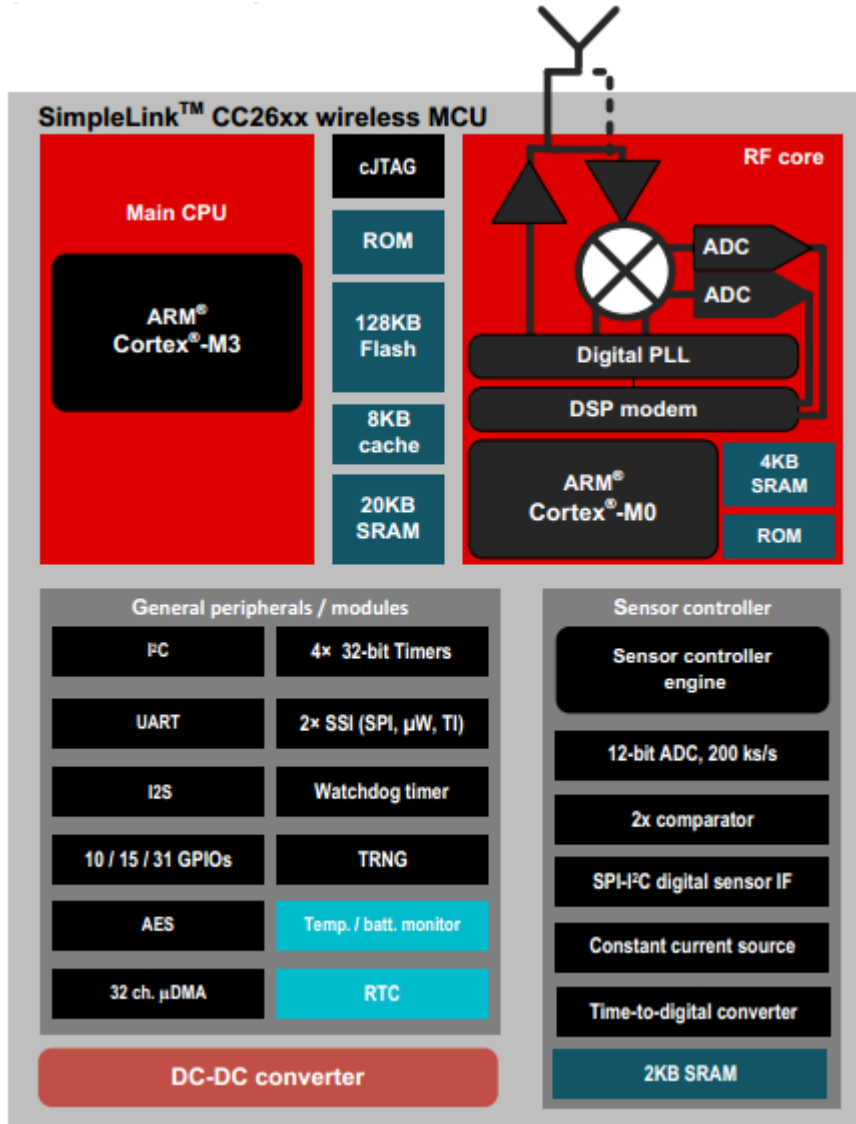 SimpleLink™ CC26xx wireless MCU
Main CPU
ARM®
Cortex®-M3
cJTAG
ROM
128KB
Flash
8KB
cache
20KB
SRAM
RF core
ADC
ADC
Digital PLL
DSP modem
ARM®
Cortex®-M0
4KB
SRAM
ROM
General peripherals / modules
I²C
4× 32-bit Timers
UART
2× SSI (SPI, µW, TI)
I2S
Watchdog timer
10 / 15 / 31 GPIOs
TRNG
AES
Temp. / batt. monitor
32 ch. µDMA
RTC
DC-DC converter
Sensor controller
Sensor controller
engine
12-bit ADC, 200 ks/s
2x comparator
SPI-I²C digital sensor IF
Constant current source
Time-to-digital converter
2KB SRAM